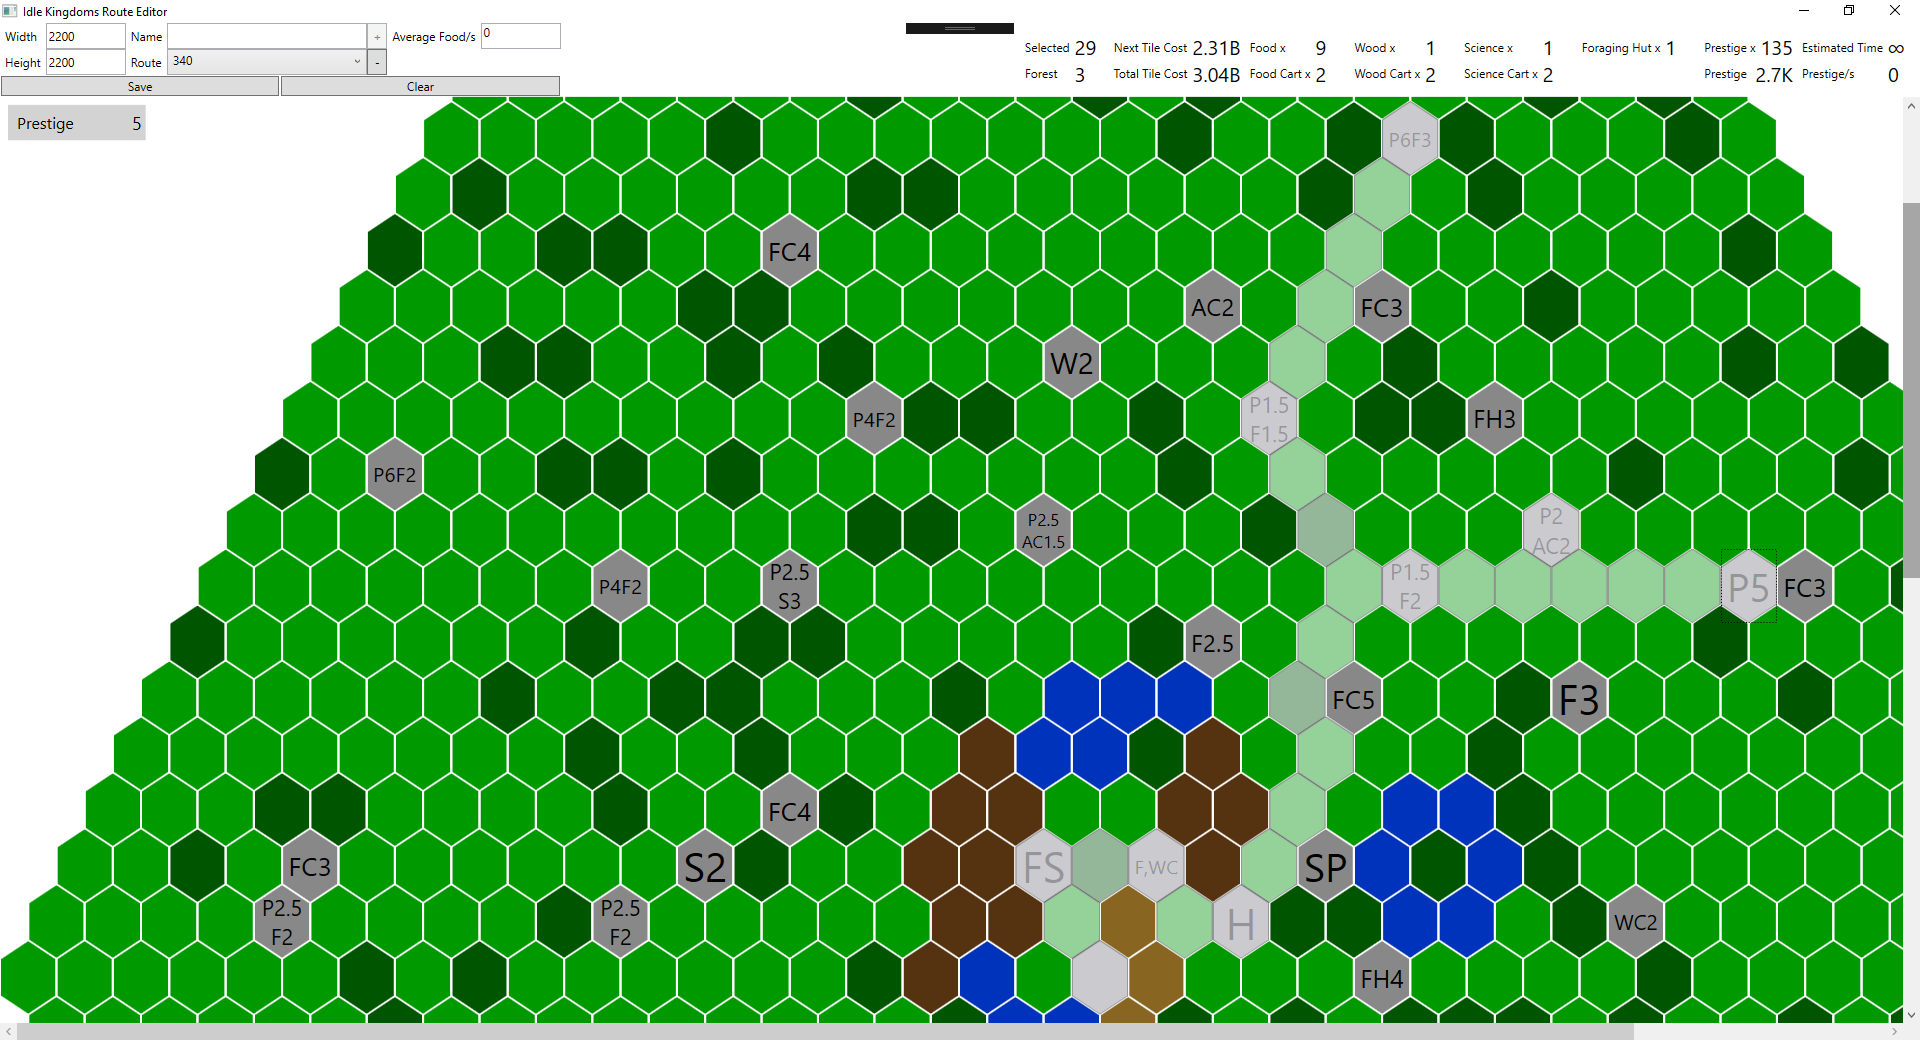 Idle Kingdoms Route Editor
Width 2200 Name + Average Food/s 0
Height 2200 Route 340 -
Save Clear
Selected 29 Next Tile Cost 2.31B Food x 9 Wood x 1 Science x 1 Foraging Hut x 1 Prestige x 135 Estimated Time ∞
Forest 3 Total Tile Cost 3.04B Food Cart x 2 Wood Cart x 2 Science Cart x 2 Prestige 2.7K Prestige/s 0
Prestige 5
P6F3
FC4
AC2
FC3
W2
P4F2
P1.5
F1.5
FH3
P6F2
P2.5
AC1.5
P2
AC2
P4F2
P2.5
S3
P1.5
F2
P5
FC3
F2.5
FC5
F3
FC4
FC3
S2
FS
F,WC
SP
P2.5
F2
P2.5
F2
H
WC2
FH4